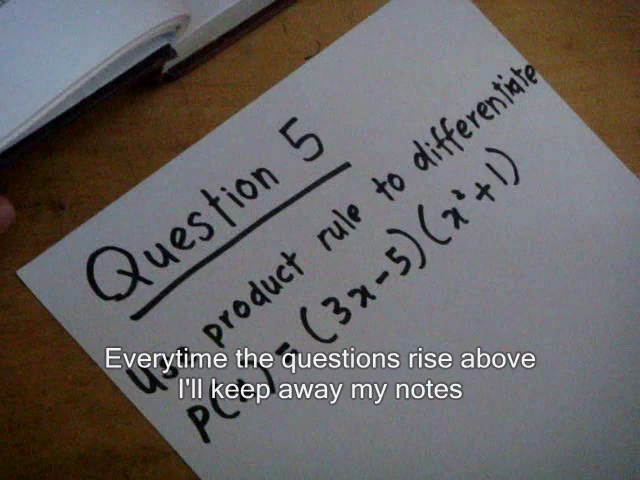 Question 5
Use product rule to differentiate
P(x) = (3x-5)(x²+1)
Everytime the questions rise above
I'll keep away my notes